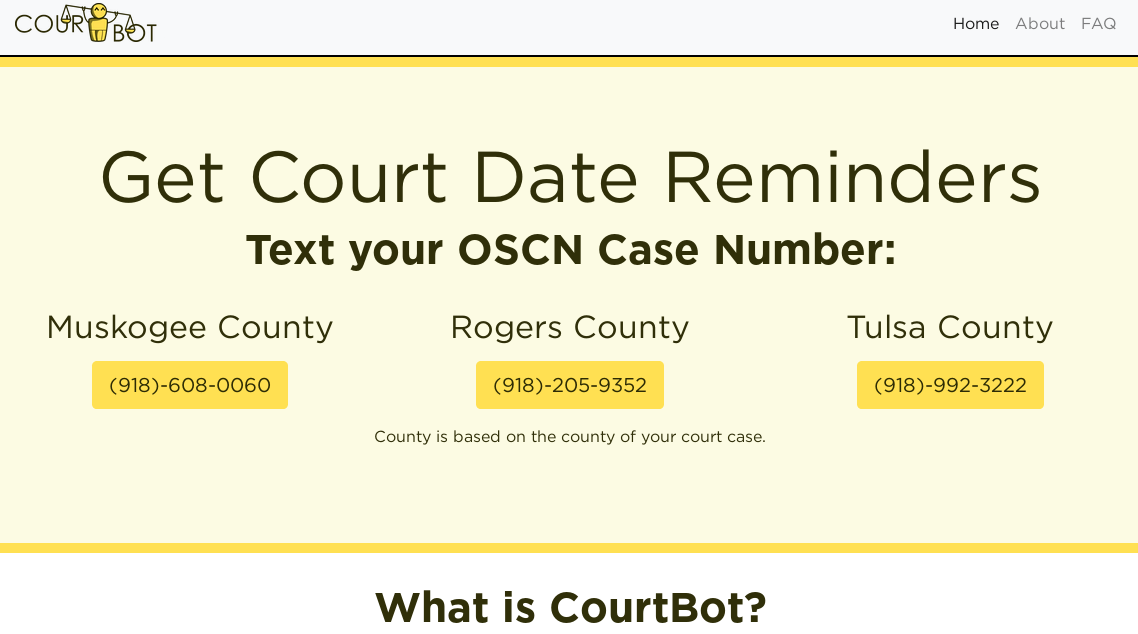 COURTBOT
Home About FAQ
Get Court Date Reminders
Text your OSCN Case Number:
Muskogee County Rogers County Tulsa County
(918)-608-0060 (918)-205-9352 (918)-992-3222
County is based on the county of your court case.
What is CourtBot?